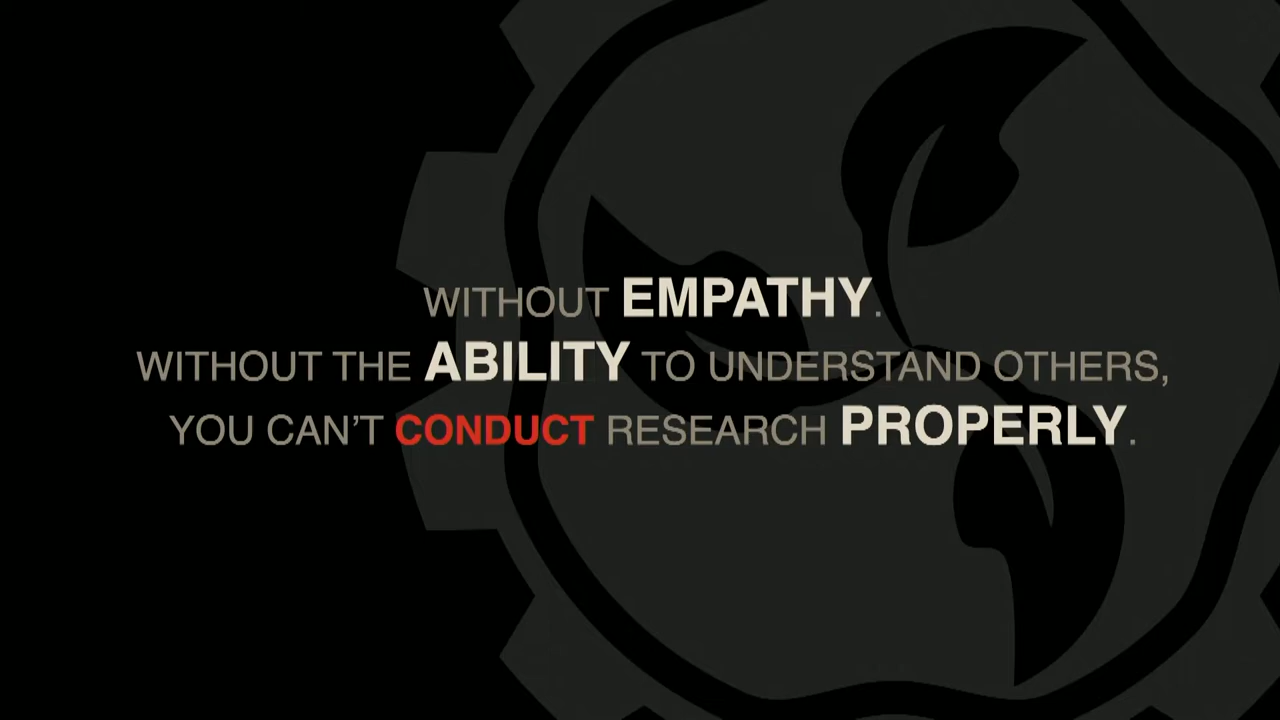 WITHOUT EMPATHY.
WITHOUT THE ABILITY TO UNDERSTAND OTHERS,
YOU CAN'T CONDUCT RESEARCH PROPERLY.